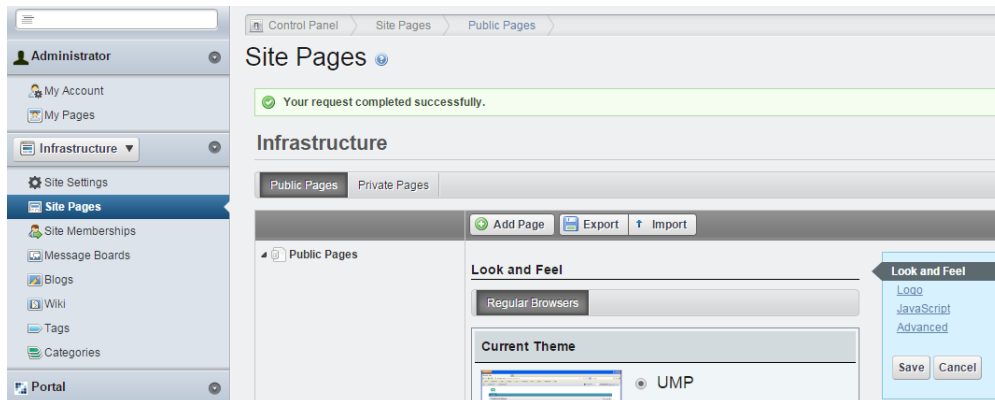 Control Panel Site Pages Public Pages
Administrator
Site Pages
My Account
My Pages
Your request completed successfully.
Infrastructure
Infrastructure
Site Settings
Public Pages Private Pages
Site Pages
Site Memberships
Add Page Export Import
Message Boards
Public Pages
Blogs
Look and Feel
Look and Feel
Logo
Wiki
Regular Browsers
JavaScript
Tags
Advanced
Categories
Current Theme
Save Cancel
Portal
UMP